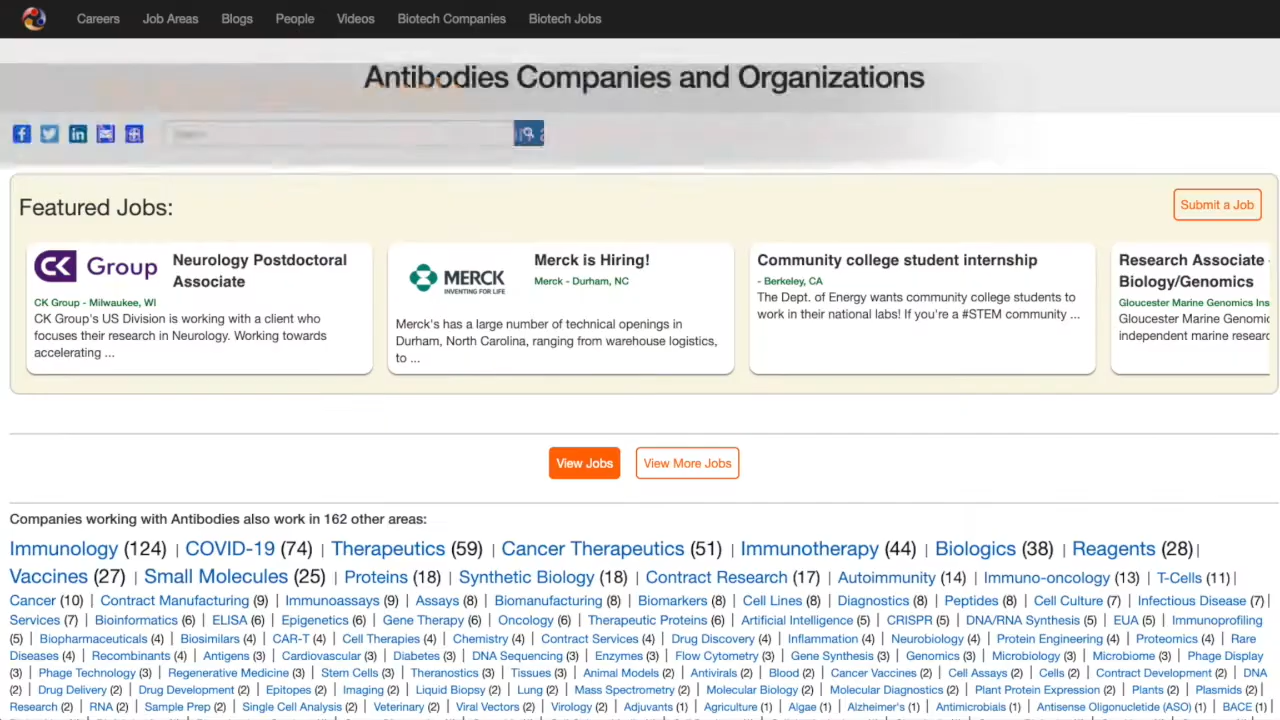 Careers Job Areas Blogs People Videos Biotech Companies Biotech Jobs
Antibodies Companies and Organizations
Featured Jobs:
Submit a Job
CK Group
Neurology Postdoctoral
Associate
CK Group - Milwaukee, WI
CK Group's US Division is working with a client who
focuses their research in Neurology. Working towards
accelerating ...
MERCK
INVENTING FOR LIFE
Merck is Hiring!
Merck - Durham, NC
Merck's has a large number of technical openings in
Durham, North Carolina, ranging from warehouse logistics,
to ...
Community college student internship
- Berkeley, CA
The Dept. of Energy wants community college students to
work in their national labs! If you're a #STEM community ...
Research Associate -
Biology/Genomics
Gloucester Marine Genomics Ins
Gloucester Marine Genomic
independent marine research
View Jobs View More Jobs
Companies working with Antibodies also work in 162 other areas:
Immunology (124) | COVID-19 (74) | Therapeutics (59) | Cancer Therapeutics (51) | Immunotherapy (44) | Biologics (38) | Reagents (28) |
Vaccines (27) | Small Molecules (25) | Proteins (18) | Synthetic Biology (18) | Contract Research (17) | Autoimmunity (14) | Immuno-oncology (13) | T-Cells (11) |
Cancer (10) | Contract Manufacturing (9) | Immunoassays (9) | Assays (8) | Biomanufacturing (8) | Biomarkers (8) | Cell Lines (8) | Diagnostics (8) | Peptides (8) | Cell Culture (7) | Infectious Disease (7) |
Services (7) | Bioinformatics (6) | ELISA (6) | Epigenetics (6) | Gene Therapy (6) | Oncology (6) | Therapeutic Proteins (6) | Artificial Intelligence (5) | CRISPR (5) | DNA/RNA Synthesis (5) | EUA (5) | Immunoprofiling
(5) | Biopharmaceuticals (4) | Biosimilars (4) | CAR-T (4) | Cell Therapies (4) | Chemistry (4) | Contract Services (4) | Drug Discovery (4) | Inflammation (4) | Neurobiology (4) | Protein Engineering (4) | Proteomics (4) | Rare
Diseases (4) | Recombinants (4) | Antigens (3) | Cardiovascular (3) | Diabetes (3) | DNA Sequencing (3) | Enzymes (3) | Flow Cytometry (3) | Gene Synthesis (3) | Genomics (3) | Microbiology (3) | Microbiome (3) | Phage Display
(3) | Phage Technology (3) | Regenerative Medicine (3) | Stem Cells (3) | Theranostics (3) | Tissues (3) | Animal Models (2) | Antivirals (2) | Blood (2) | Cancer Vaccines (2) | Cell Assays (2) | Cells (2) | Contract Development (2) | DNA
(2) | Drug Delivery (2) | Drug Development (2) | Epitopes (2) | Imaging (2) | Liquid Biopsy (2) | Lung (2) | Mass Spectrometry (2) | Molecular Biology (2) | Molecular Diagnostics (2) | Plant Protein Expression (2) | Plants (2) | Plasmids (2) |
Research (2) | RNA (2) | Sample Prep (2) | Single Cell Analysis (2) | Veterinary (2) | Viral Vectors (2) | Virology (2) | Adjuvants (1) | Agriculture (1) | Algae (1) | Alzheimer's (1) | Antimicrobials (1) | Antisense Oligonucleotide (ASO) (1) | BACE (1) |